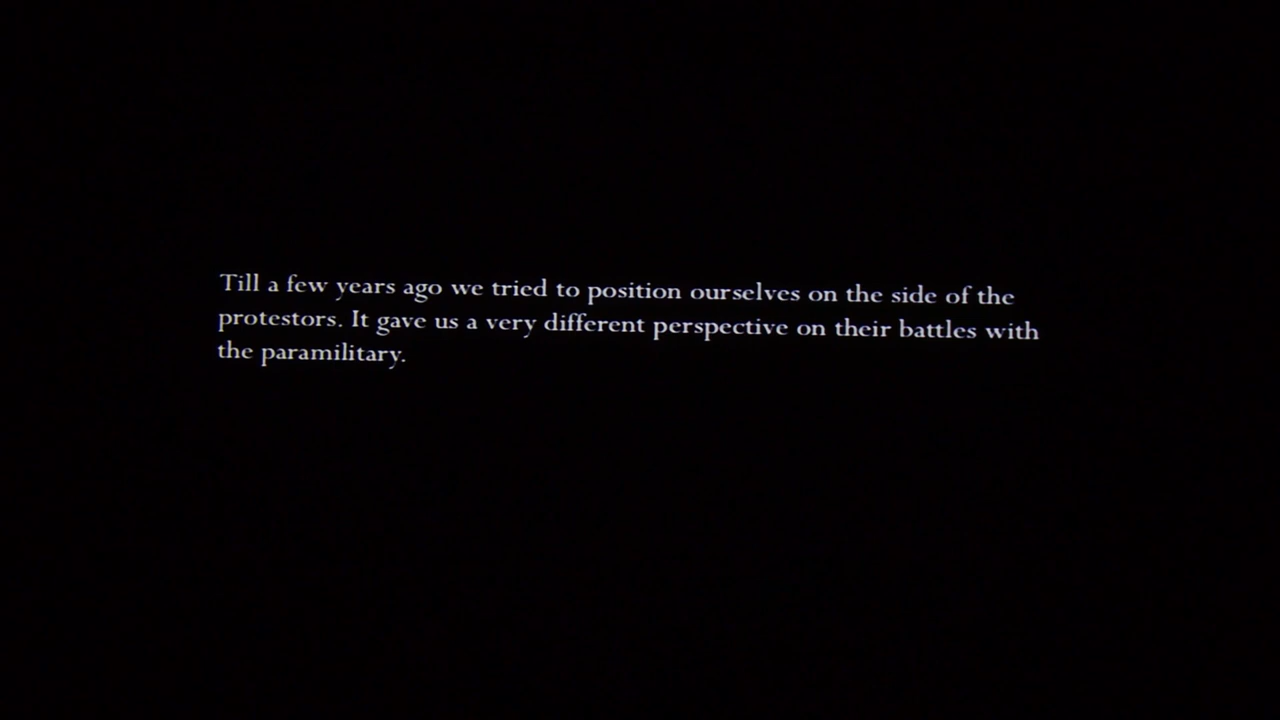 Till a few years ago we tried to position ourselves on the side of the
protestors. It gave us a very different perspective on their battles with
the paramilitary.